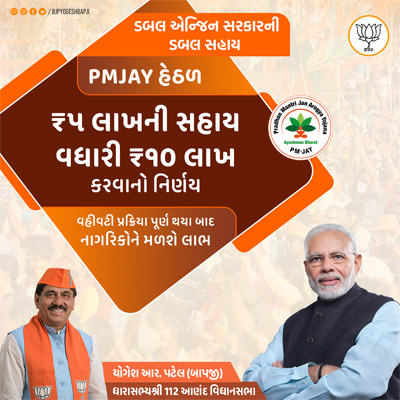 / BJPYOGESHBAPJI
ડબલ એન્જિન સરકારની
ડબલ સહાય
PMJAY હેઠળ
₹૫ લાખની સહાય
વધારી ₹૧૦ લાખ
કરવાનો નિર્ણય
Pradhan Mantri Jan Arogya Yojana
Ayushman Bharat
PM-JAY
વહીવટી પ્રક્રિયા પૂર્ણ થયા બાદ
નાગરિકોને મળશે લાભ
યોગેશ આર. પટેલ (બાપજી)
ધારાસભ્યશ્રી 112 આણંદ વિધાનસભા